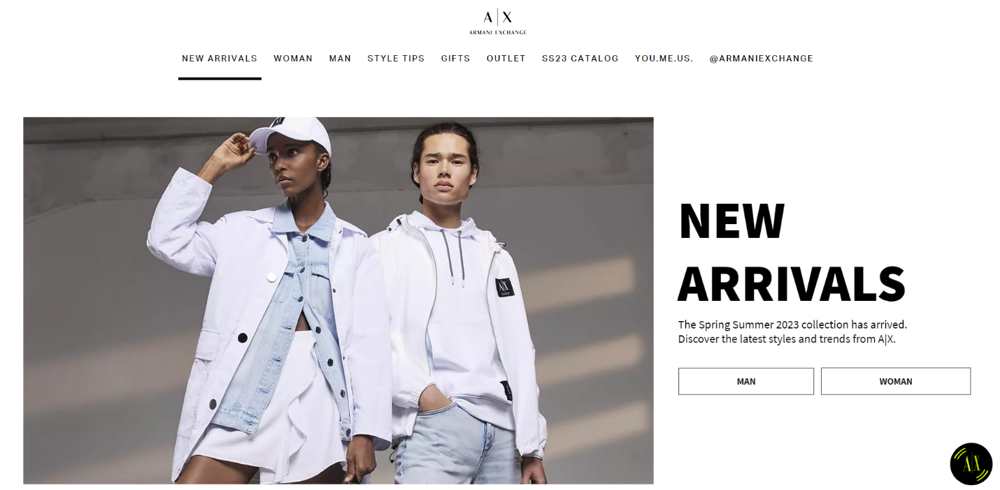 A|X
ARMANI EXCHANGE
NEW ARRIVALS WOMAN MAN STYLE TIPS GIFTS OUTLET SS23 CATALOG YOU.ME.US. @ARMANIEXCHANGE
NEW
ARRIVALS
The Spring Summer 2023 collection has arrived.
Discover the latest styles and trends from A|X.
MAN WOMAN
A|X
A|X